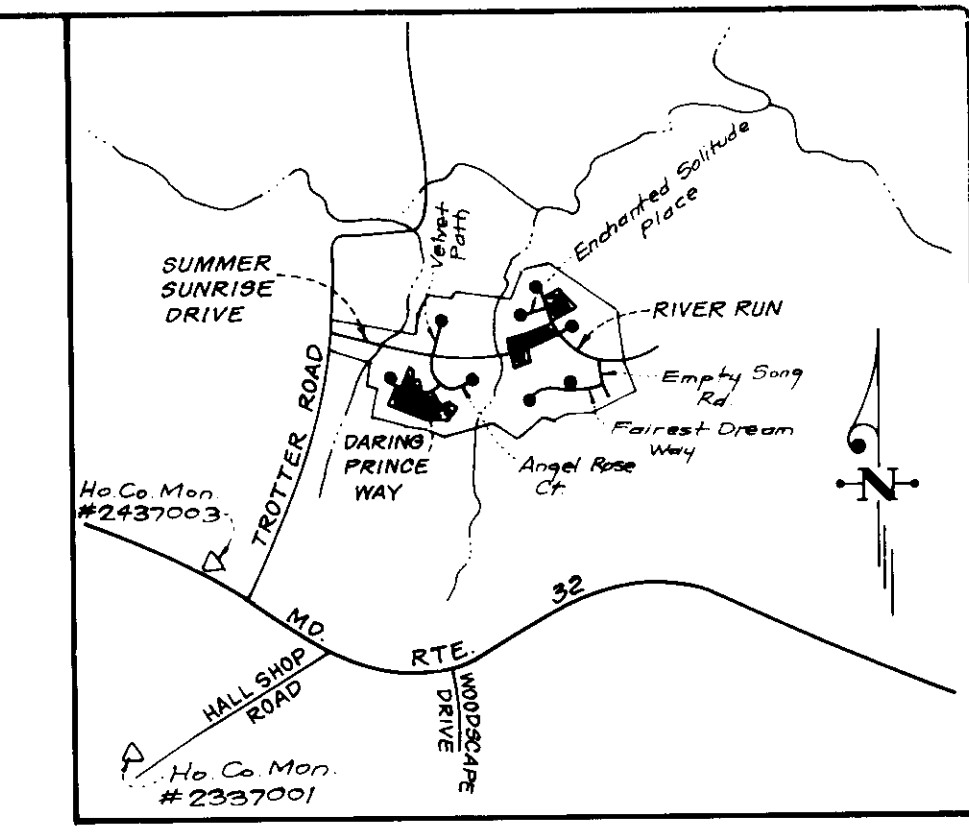 Enchanted Solitude
Place
Velvet
Path
SUMMER
SUNRISE
DRIVE
RIVER RUN
Empty Song
Rd.
Fairest Dream
Way
Angel Rose
Ct.
DARING
PRINCE
WAY
TROTTER ROAD
Ho. Co. Mon.
#2437003
N
MD. RTE. 32
HALL SHOP
ROAD
WOODSCAPE
DRIVE
Ho. Co. Mon.
#2337001